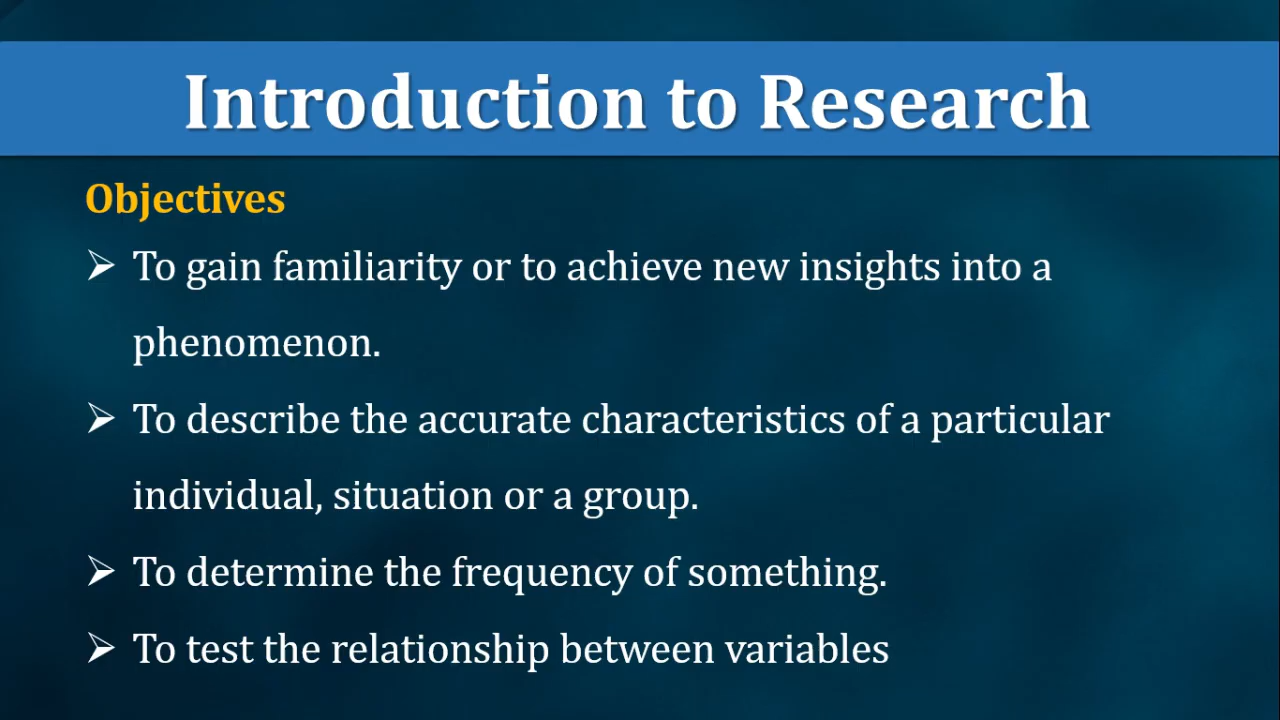 Introduction to Research
Objectives
➢ To gain familiarity or to achieve new insights into a
phenomenon.
➢ To describe the accurate characteristics of a particular
individual, situation or a group.
➢ To determine the frequency of something.
➢ To test the relationship between variables